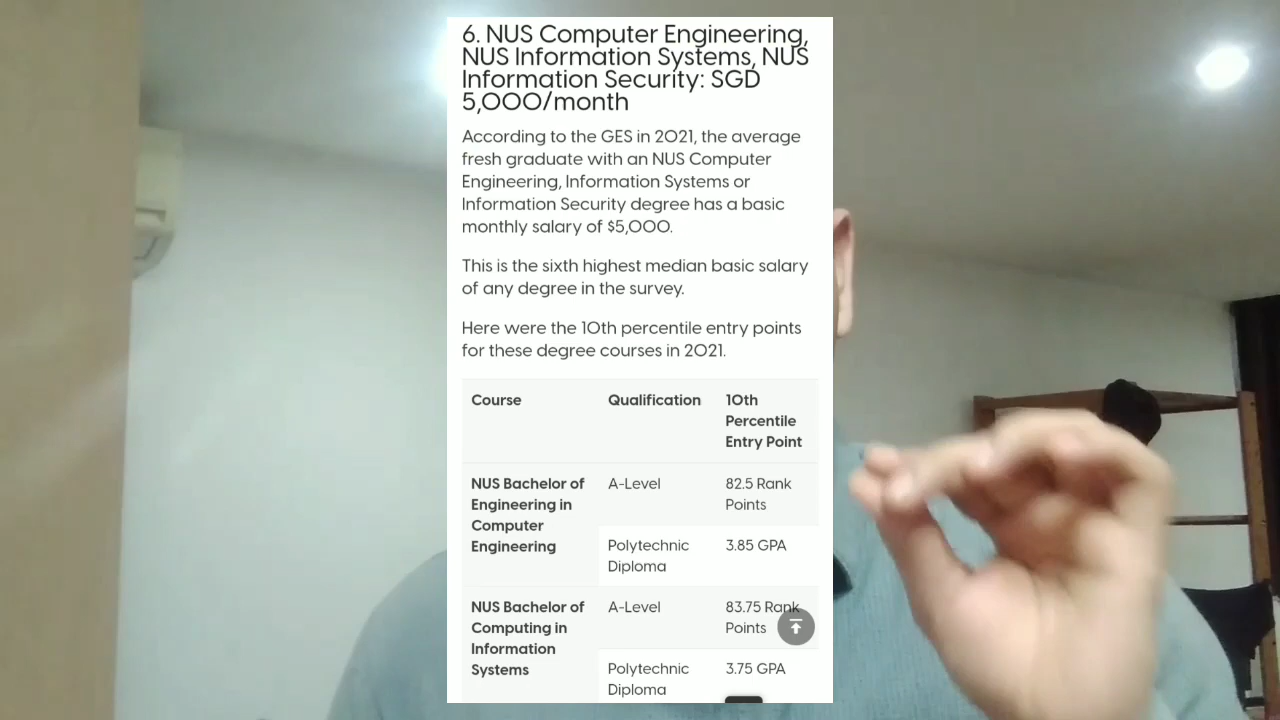 6. NUS Computer Engineering,
NUS Information Systems, NUS
Information Security: SGD
5,000/month
According to the GES in 2021, the average
fresh graduate with an NUS Computer
Engineering, Information Systems or
Information Security degree has a basic
monthly salary of $5,000.
This is the sixth highest median basic salary
of any degree in the survey.
Here were the 10th percentile entry points
for these degree courses in 2021.
Course Qualification 10th
Percentile
Entry Point
NUS Bachelor of A-Level 82.5 Rank
Engineering in Points
Computer
Engineering Polytechnic 3.85 GPA
Diploma
NUS Bachelor of A-Level 83.75 Rank
Computing in Points
Information
Systems Polytechnic 3.75 GPA
Diploma